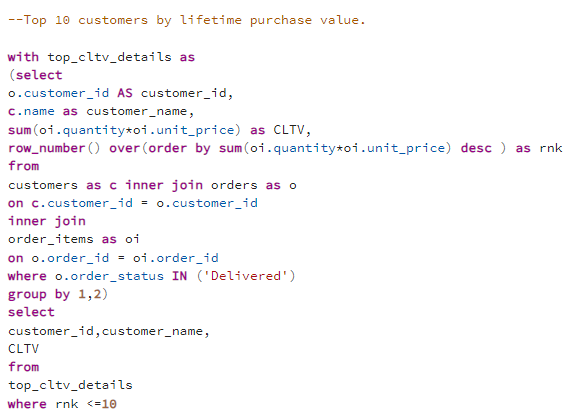 --Top 10 customers by lifetime purchase value.
with top_cltv_details as
(select
o.customer_id AS customer_id,
c.name as customer_name,
sum(oi.quantity*oi.unit_price) as CLTV,
row_number() over(order by sum(oi.quantity*oi.unit_price) desc ) as rnk
from
customers as c inner join orders as o
on c.customer_id = o.customer_id
inner join
order_items as oi
on o.order_id = oi.order_id
where o.order_status IN ('Delivered')
group by 1,2)
select
customer_id,customer_name,
CLTV
from
top_cltv_details
where rnk <=10